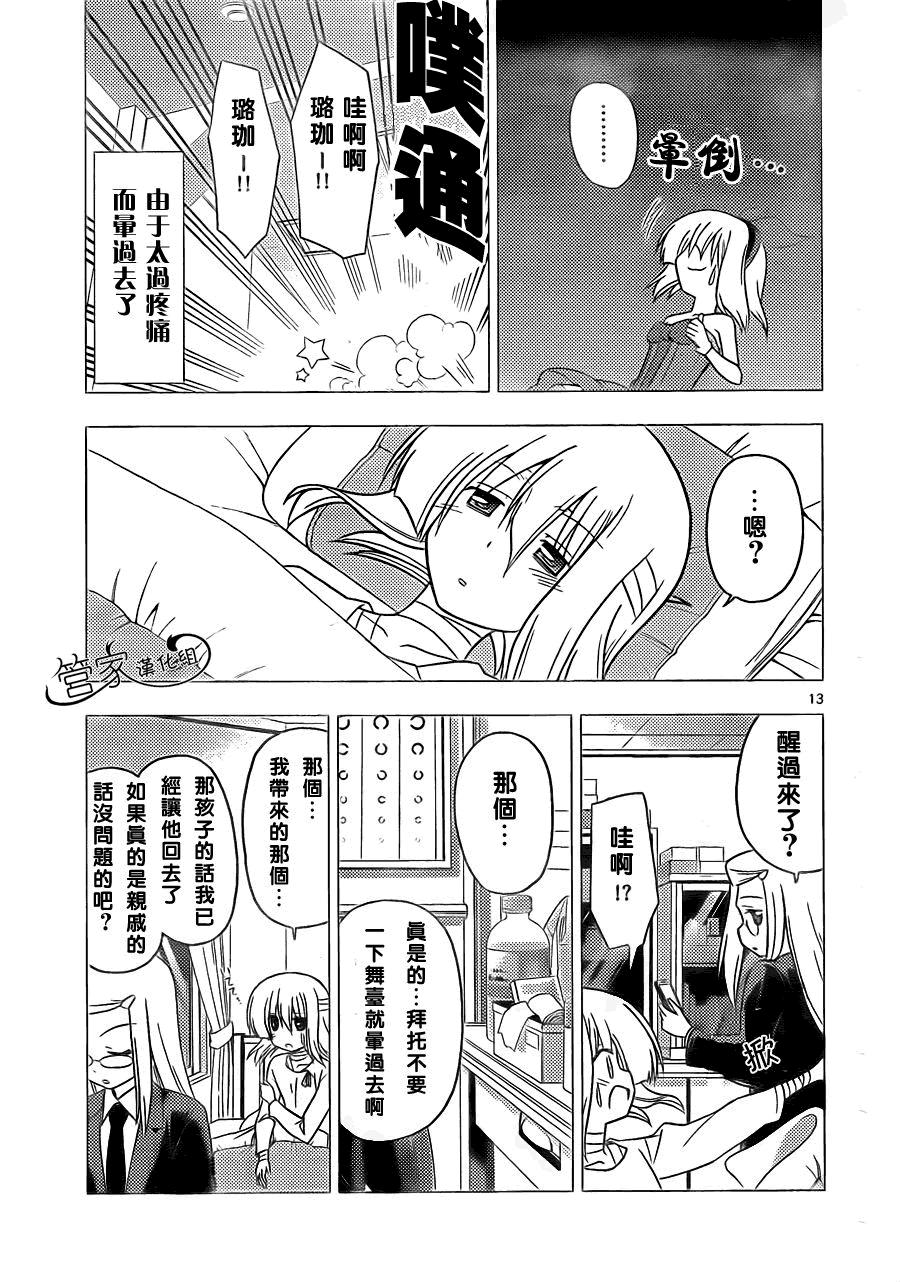 ………
暈倒…
噗通
哇啊啊
璐珈—!!
璐珈—!!
由于太過疼痛
而暈過去了
…嗯?
管家漢化組
13
醒過來了?
哇啊!?
掀
那個…
真是的…拜托不要
一下舞臺就暈過去啊
那個…
我帶來的那個…
那孩子的話我已
經讓他回去了
如果真的是親戚的
話沒問題的吧?